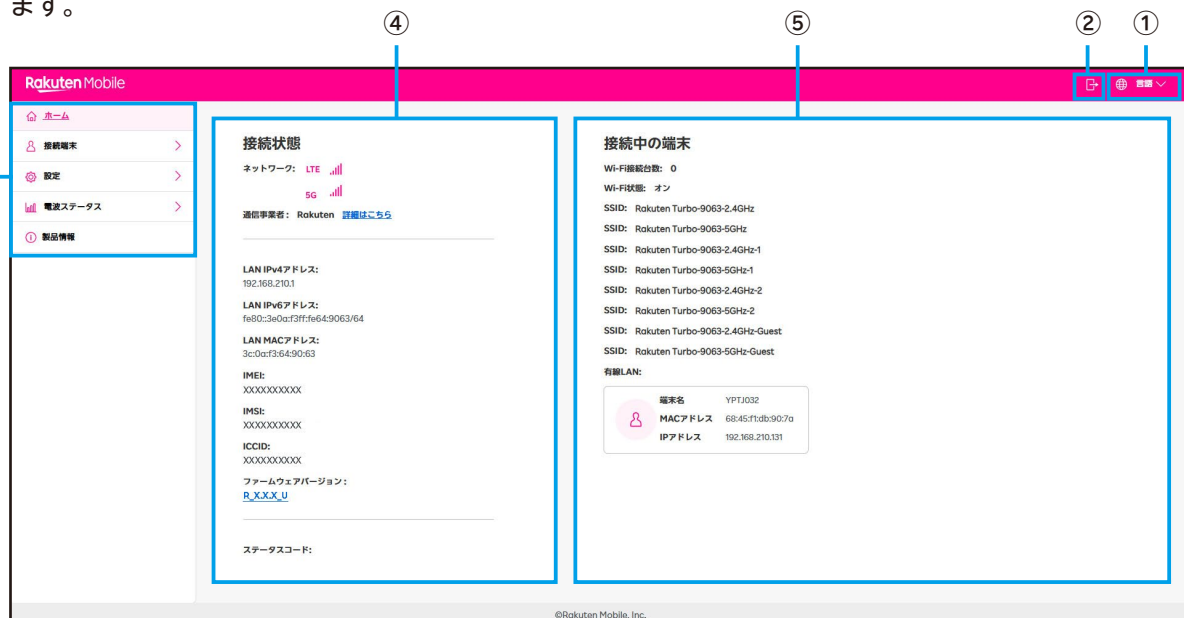 ます。
④
⑤
②
①
Rakuten Mobile
言語
ホーム
接続端末
設定
電波ステータス
製品情報
接続状態
ネットワーク: LTE
5G
通信事業者: Rakuten 詳細はこちら
LAN IPv4アドレス:
192.168.210.1
LAN IPv6アドレス:
fe80::3e0a:f3ff:fe64:9063/64
LAN MACアドレス:
3c:0a:f3:64:90:63
IMEI:
XXXXXXXXXX
IMSI:
XXXXXXXXXX
ICCID:
XXXXXXXXXX
ファームウェアバージョン:
R_X.X.X_U
ステータスコード:
接続中の端末
Wi-Fi接続台数: 0
Wi-Fi状態: オン
SSID: Rakuten Turbo-9063-2.4GHz
SSID: Rakuten Turbo-9063-5GHz
SSID: Rakuten Turbo-9063-2.4GHz-1
SSID: Rakuten Turbo-9063-5GHz-1
SSID: Rakuten Turbo-9063-2.4GHz-2
SSID: Rakuten Turbo-9063-5GHz-2
SSID: Rakuten Turbo-9063-2.4GHz-Guest
SSID: Rakuten Turbo-9063-5GHz-Guest
有線LAN:
端末名 YPTJ032
MACアドレス 68:45:f1:db:90:7a
IPアドレス 192.168.210.131
©Rakuten Mobile, Inc.